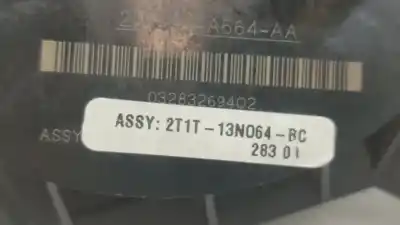 A664-AA
03283269402
ASSY
ASSY: 2T1T-13N064-BC
283 01